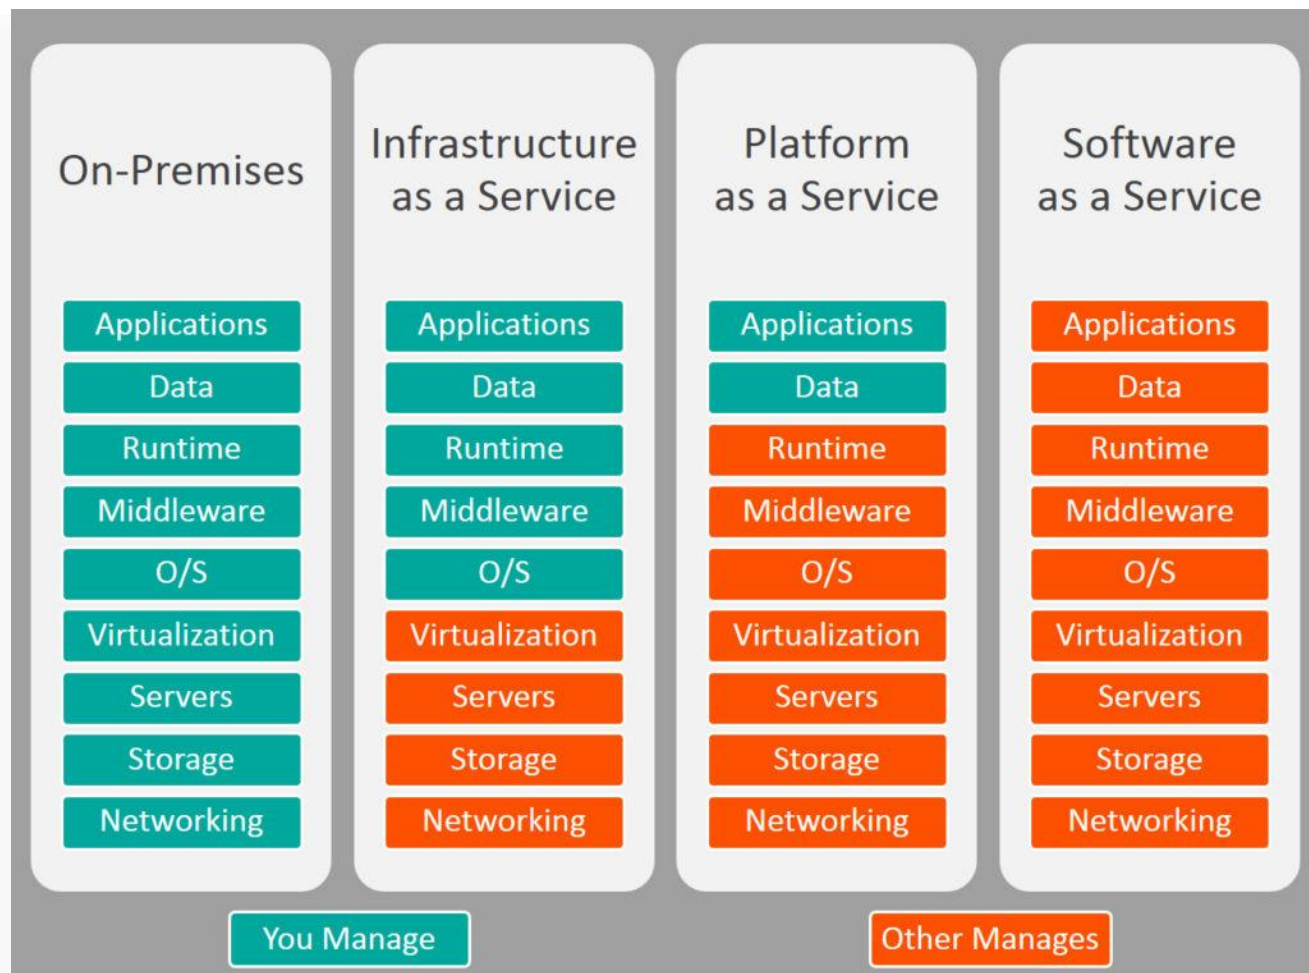 On-Premises
Applications
Data
Runtime
Middleware
O/S
Virtualization
Servers
Storage
Networking
Infrastructure
as a Service
Applications
Data
Runtime
Middleware
O/S
Virtualization
Servers
Storage
Networking
Platform
as a Service
Applications
Data
Runtime
Middleware
O/S
Virtualization
Servers
Storage
Networking
Software
as a Service
Applications
Data
Runtime
Middleware
O/S
Virtualization
Servers
Storage
Networking
You Manage
Other Manages